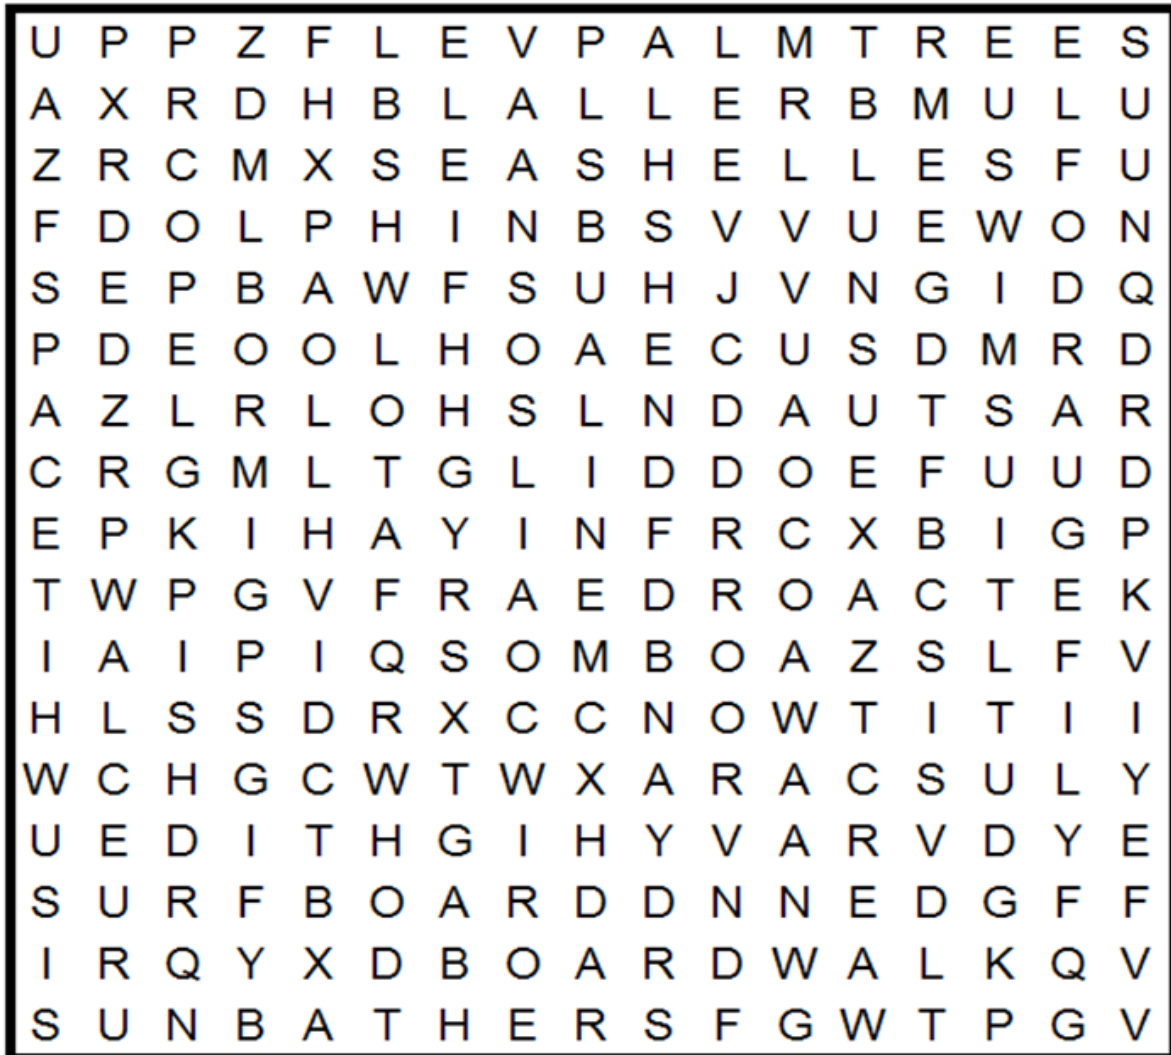 U P P Z F L E V P A L M T R E E S
A X R D H B L A L L E R B M U L U
Z R C M X S E A S H E L L E S F U
F D O L P H I N B S V V U E W O N
S E P B A W F S U H J V N G I D Q
P D E O O L H O A E C U S D M R D
A Z L R L O H S L N D A U T S A R
C R G M L T G L I D D O E F U U D
E P K I H A Y I N F R C X B I G P
T W P G V F R A E D R O A C T E K
I A I P I Q S O M B O A Z S L F V
H L S S D R X C C N O W T I T I I
W C H G C W T W X A R A C S U L Y
U E D I T H G I H Y V A R V D Y E
S U R F B O A R D D N N E D G F F
I R Q Y X D B O A R D W A L K Q V
S U N B A T H E R S F G W T P G V